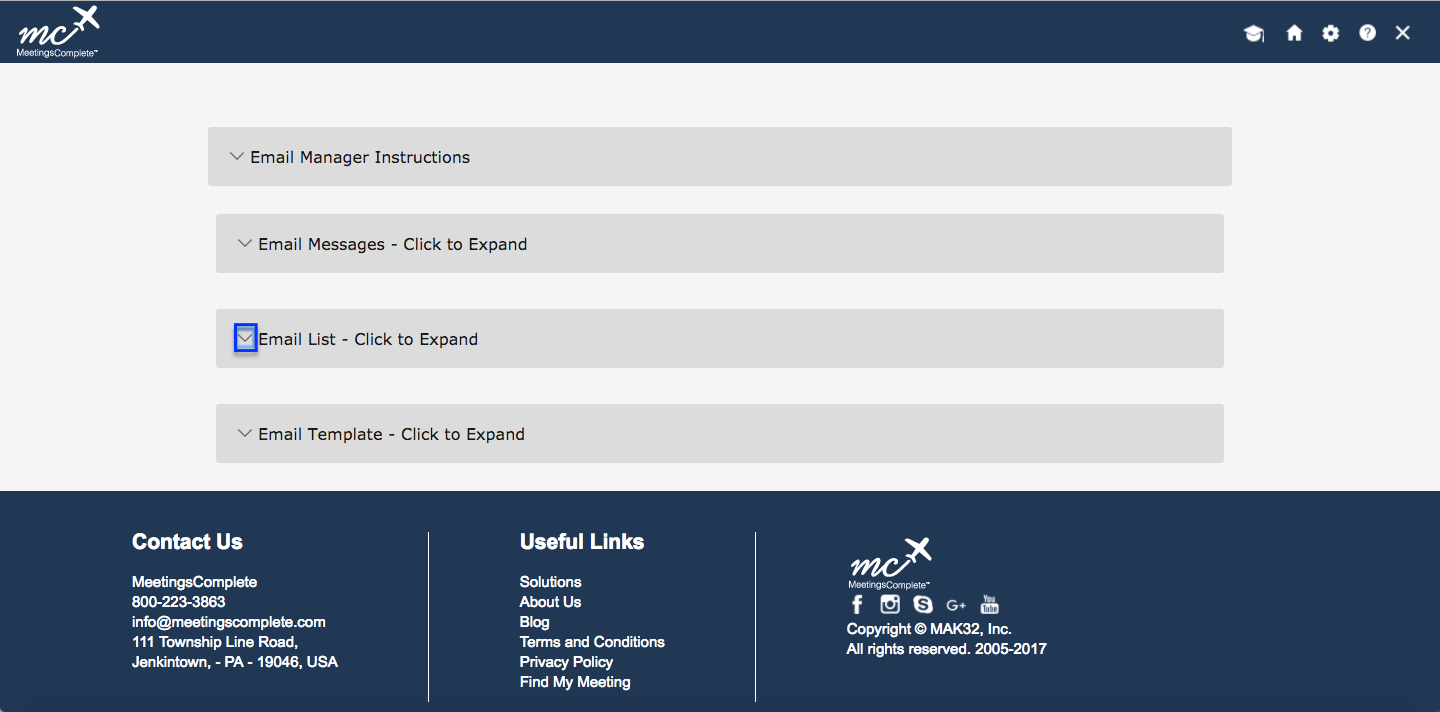 mc
MeetingsComplete™
Email Manager Instructions
Email Messages - Click to Expand
Email List - Click to Expand
Email Template - Click to Expand
Contact Us
MeetingsComplete
800-223-3863
info@meetingscomplete.com
111 Township Line Road,
Jenkintown, - PA - 19046, USA
Useful Links
Solutions
About Us
Blog
Terms and Conditions
Privacy Policy
Find My Meeting
mc
MeetingsComplete™
f G+ You Tube
Copyright © MAK32, Inc.
All rights reserved. 2005-2017